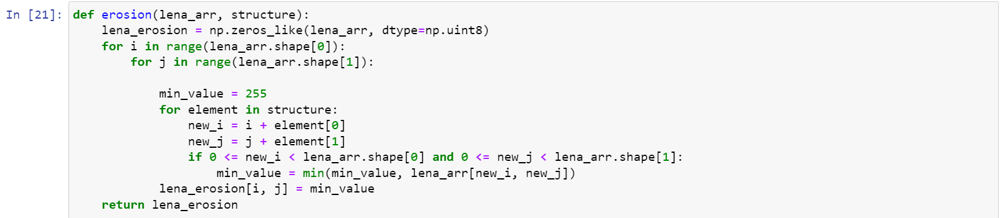 In [21]: def erosion(lena_arr, structure):
    lena_erosion = np.zeros_like(lena_arr, dtype=np.uint8)
    for i in range(lena_arr.shape[0]):
        for j in range(lena_arr.shape[1]):
            min_value = 255
            for element in structure:
                new_i = i + element[0]
                new_j = j + element[1]
                if 0 <= new_i < lena_arr.shape[0] and 0 <= new_j < lena_arr.shape[1]:
                    min_value = min(min_value, lena_arr[new_i, new_j])
            lena_erosion[i, j] = min_value
    return lena_erosion